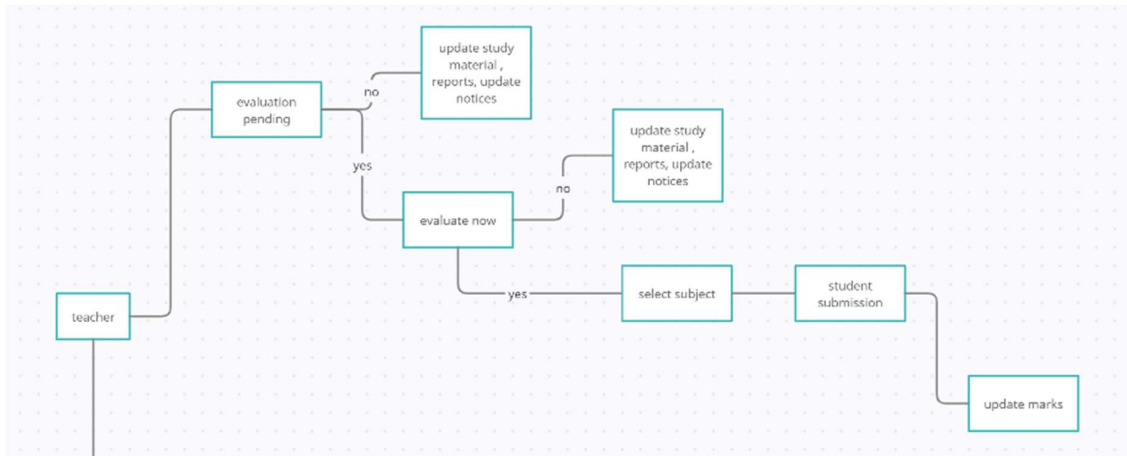 update study
material ,
reports, update
notices
evaluation
pending
no
update study
material ,
reports, update
notices
yes
no
evaluate now
yes
select subject
student
submission
teacher
update marks